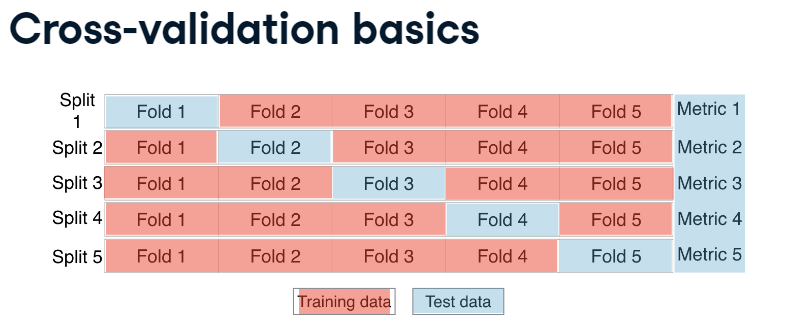 Cross-validation basics
Split
1
Fold 1 Fold 2 Fold 3 Fold 4 Fold 5 Metric 1
Split 2 Fold 1 Fold 2 Fold 3 Fold 4 Fold 5 Metric 2
Split 3 Fold 1 Fold 2 Fold 3 Fold 4 Fold 5 Metric 3
Split 4 Fold 1 Fold 2 Fold 3 Fold 4 Fold 5 Metric 4
Split 5 Fold 1 Fold 2 Fold 3 Fold 4 Fold 5 Metric 5
Training data Test data